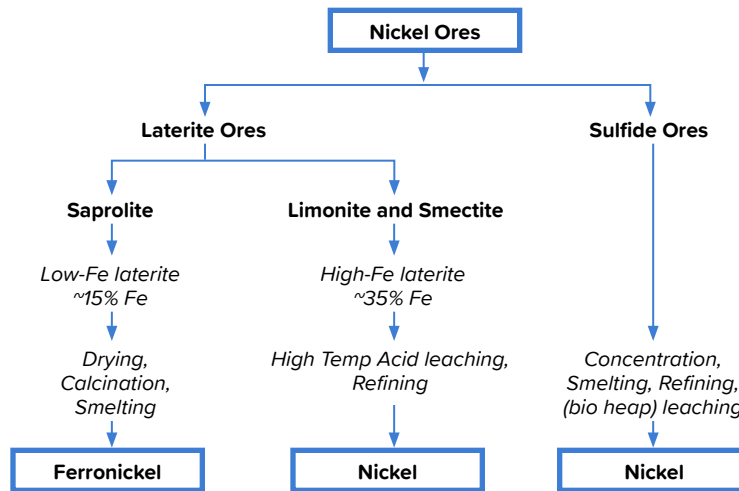 Nickel Ores
Laterite Ores
Sulfide Ores
Saprolite
Limonite and Smectite
Low-Fe laterite
~15% Fe
High-Fe laterite
~35% Fe
Drying,
Calcination,
Smelting
High Temp Acid leaching,
Refining
Concentration,
Smelting, Refining,
(bio heap) leaching
Ferronickel
Nickel
Nickel